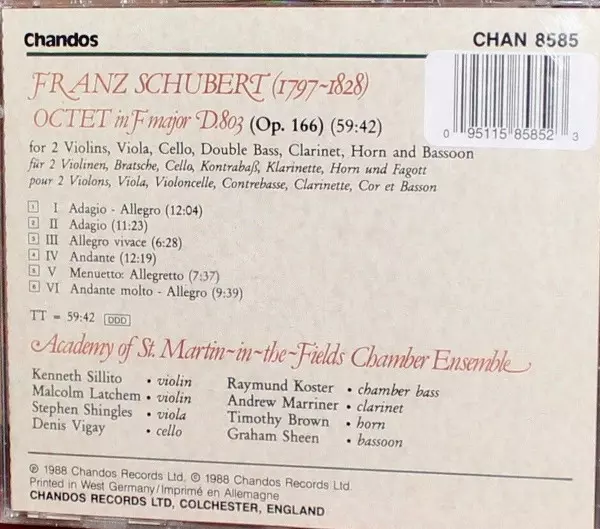 Chandos CHAN 8585
FRANZ SCHUBERT (1797~1828)
OCTET in F major D.803 (Op. 166) (59:42)
0 95115 85852 3
for 2 Violins, Viola, Cello, Double Bass, Clarinet, Horn and Bassoon
für 2 Violinen, Bratsche, Cello, Kontrabaß, Klarinette, Horn und Fagott
pour 2 Violons, Viola, Violoncelle, Contrebasse, Clarinette, Cor et Basson
1 I Adagio - Allegro (12:04)
2 II Adagio (11:23)
3 III Allegro vivace (6:28)
4 IV Andante (12:19)
5 V Menuetto: Allegretto (7:37)
6 VI Andante molto - Allegro (9:39)
TT = 59:42 DDD
Academy of St. Martin~in~the~Fields Chamber Ensemble
Kenneth Sillito • violin
Malcolm Latchem • violin
Stephen Shingles • viola
Denis Vigay • cello
Raymund Koster • chamber bass
Andrew Marriner • clarinet
Timothy Brown • horn
Graham Sheen • bassoon
℗ 1988 Chandos Records Ltd. © 1988 Chandos Records Ltd.
Printed in West Germany/Imprimé en Allemagne
CHANDOS RECORDS LTD, COLCHESTER, ENGLAND